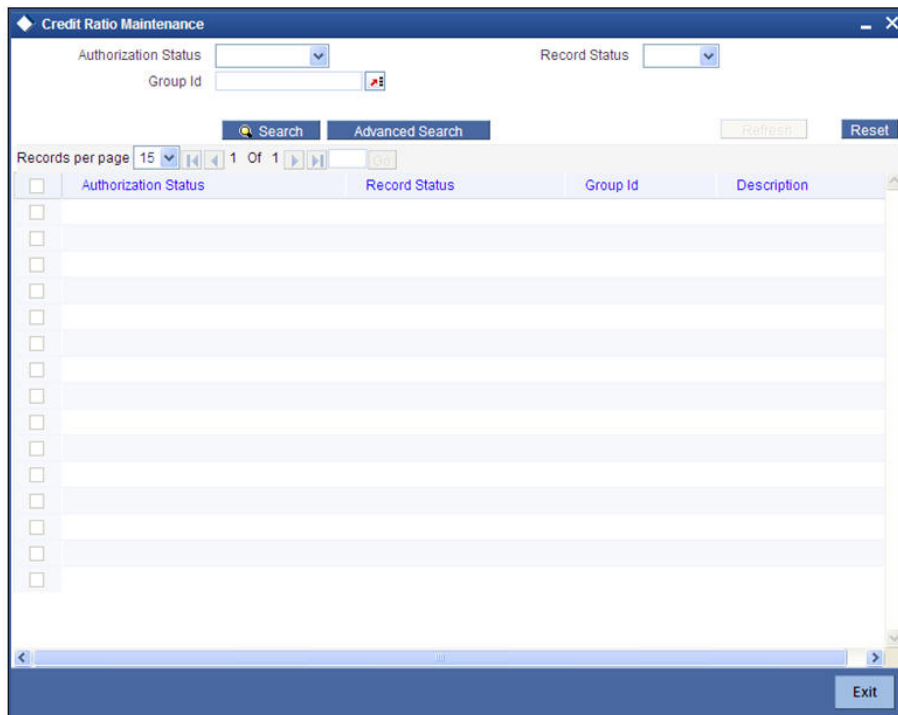 Credit Ratio Maintenance
Authorization Status
Record Status
Group Id
Search
Advanced Search
Refresh
Reset
Records per page 15 1 Of 1 Go
Authorization Status Record Status Group Id Description
Exit